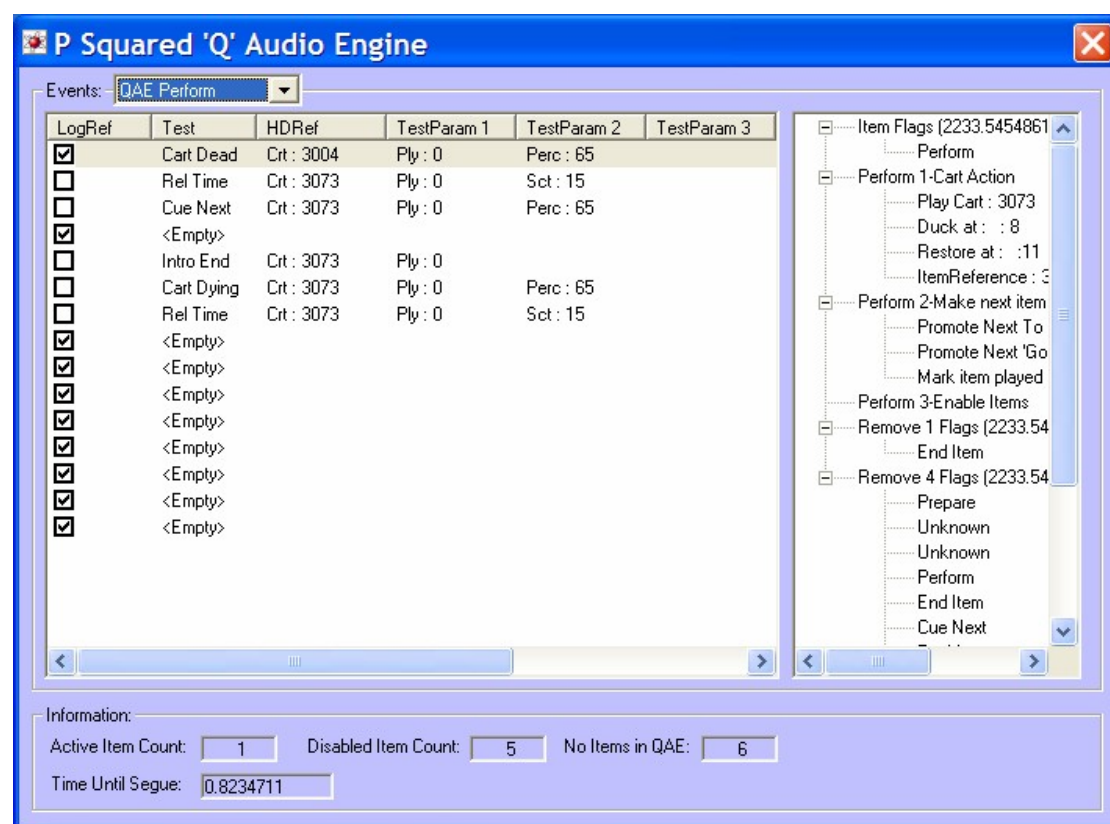 P Squared 'Q' Audio Engine
Events: QAE Perform
LogRef Test HDRef TestParam 1 TestParam 2 TestParam 3
Cart Dead Crt : 3004 Ply : 0 Perc : 65
Rel Time Crt : 3073 Ply : 0 Sct : 15
Cue Next Crt : 3073 Ply : 0 Perc : 65
<Empty>
Intro End Crt : 3073 Ply : 0
Cart Dying Crt : 3073 Ply : 0 Perc : 65
Rel Time Crt : 3073 Ply : 0 Sct : 15
<Empty>
<Empty>
<Empty>
<Empty>
<Empty>
<Empty>
<Empty>
<Empty>
Item Flags (2233.5454861
Perform
Perform 1-Cart Action
Play Cart : 3073
Duck at : : 8
Restore at : :11
ItemReference : 3
Perform 2-Make next item
Promote Next To
Promote Next 'Go
Mark item played
Perform 3-Enable Items
Remove 1 Flags (2233.54
End Item
Remove 4 Flags (2233.54
Prepare
Unknown
Unknown
Perform
End Item
Cue Next
Information:
Active Item Count: 1 Disabled Item Count: 5 No Items in QAE: 6
Time Until Segue: 0.8234711